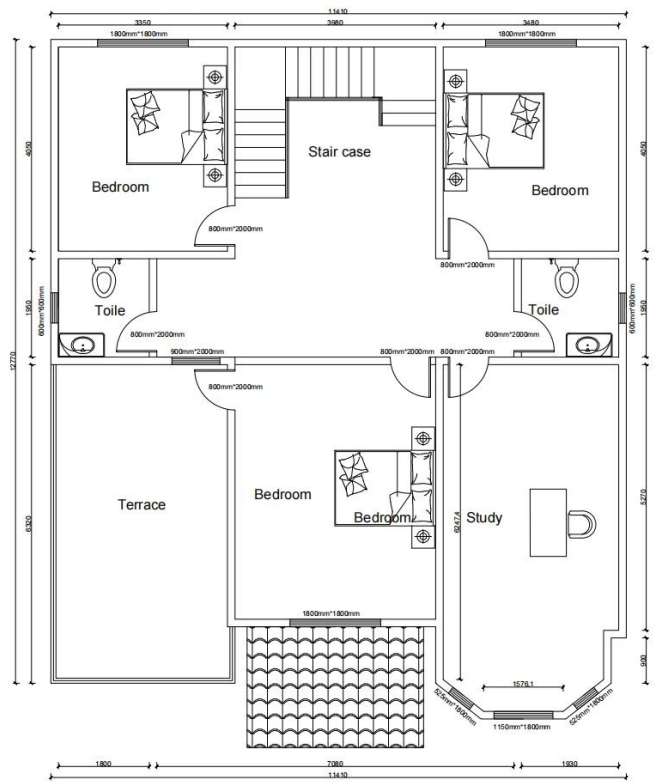 11410
3350
3980
3480
1800mm*1800mm
1800mm*1800mm
4050
4050
Stair case
Bedroom
Bedroom
800mm*2000mm
800mm*2000mm
12770
1950
600mm*600mm
Toile
Toile
600mm*600mm
1950
800mm*2000mm
800mm*2000mm
900mm*2000mm
800mm*2000mm
800mm*2000mm
800mm*2000mm
6320
Terrace
Bedroom
Bedroom
6247.4
Study
5270
1800mm*1800mm
900
1576.1
525mm*1800mm
1150mm*1800mm
525mm*1800mm
1800
7080
1930
11410